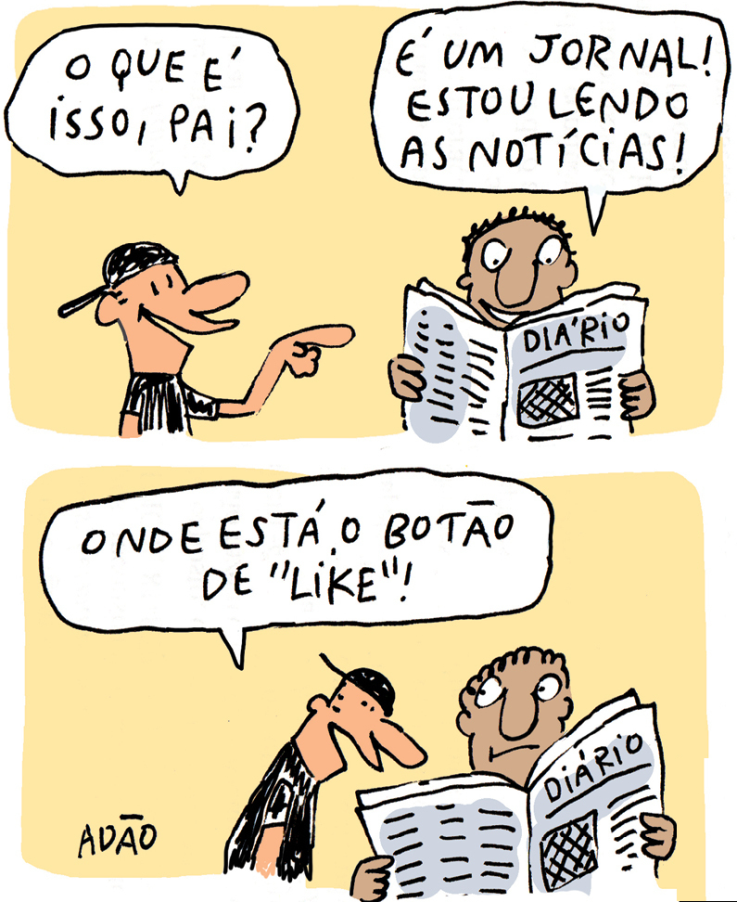 O QUE É
ISSO, PAI?
É UM JORNAL!
ESTOU LENDO
AS NOTÍCIAS!
DIÁRIO
ONDE ESTÁ O BOTÃO
DE "LIKE"!
DIÁRIO
ADÃO